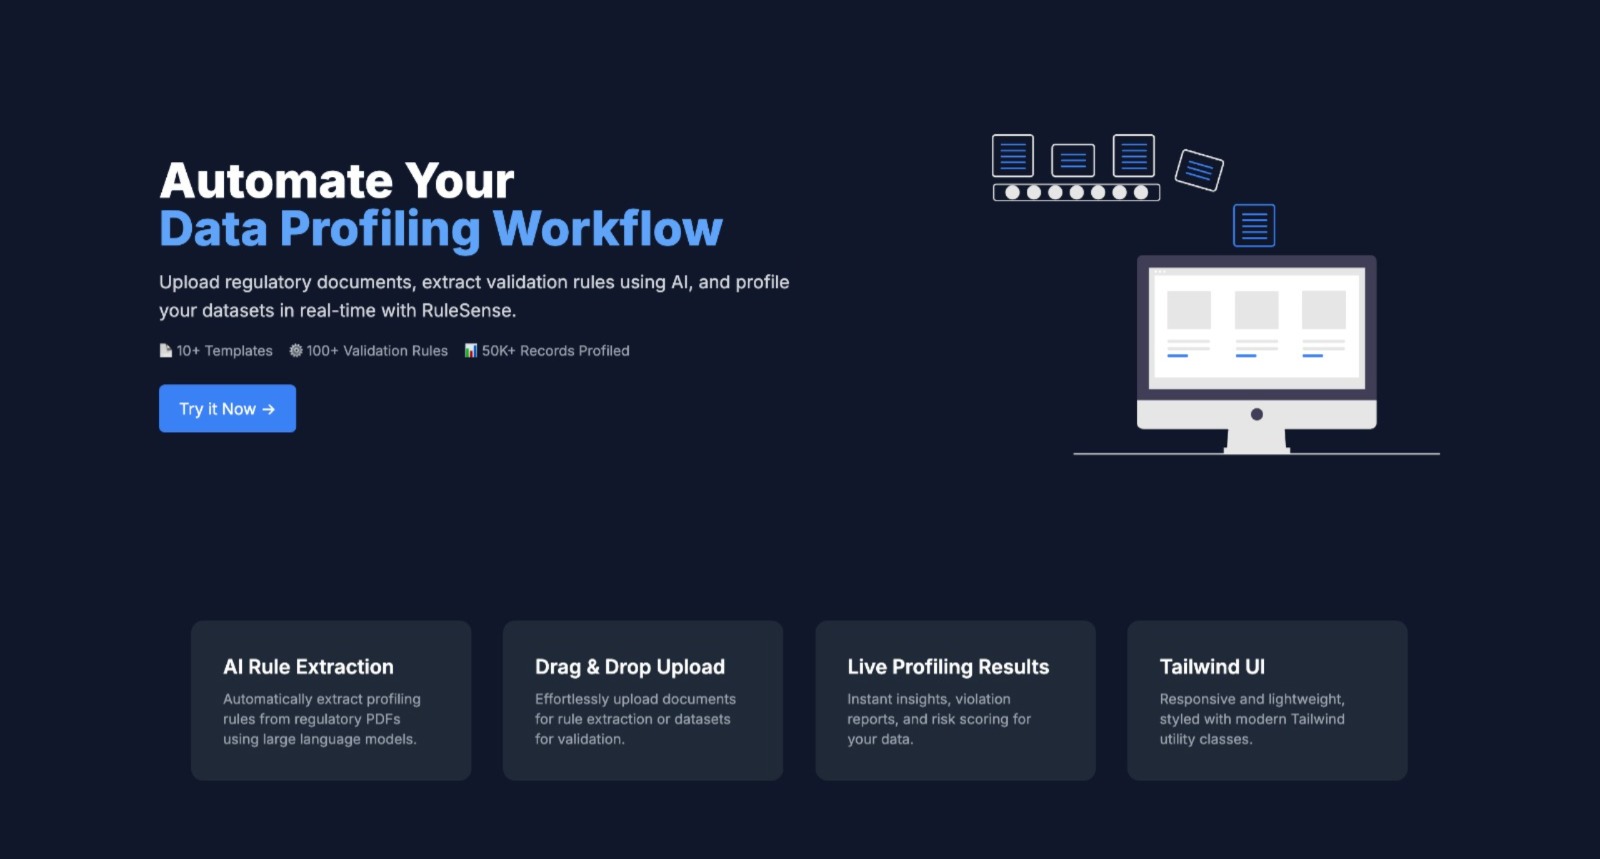 Automate Your
Data Profiling Workflow
Upload regulatory documents, extract validation rules using AI, and profile
your datasets in real-time with RuleSense.
📄 10+ Templates ⚙️ 100+ Validation Rules 📊 50K+ Records Profiled
Try it Now →
AI Rule Extraction
Automatically extract profiling
rules from regulatory PDFs
using large language models.
Drag & Drop Upload
Effortlessly upload documents
for rule extraction or datasets
for validation.
Live Profiling Results
Instant insights, violation
reports, and risk scoring for
your data.
Tailwind UI
Responsive and lightweight,
styled with modern Tailwind
utility classes.